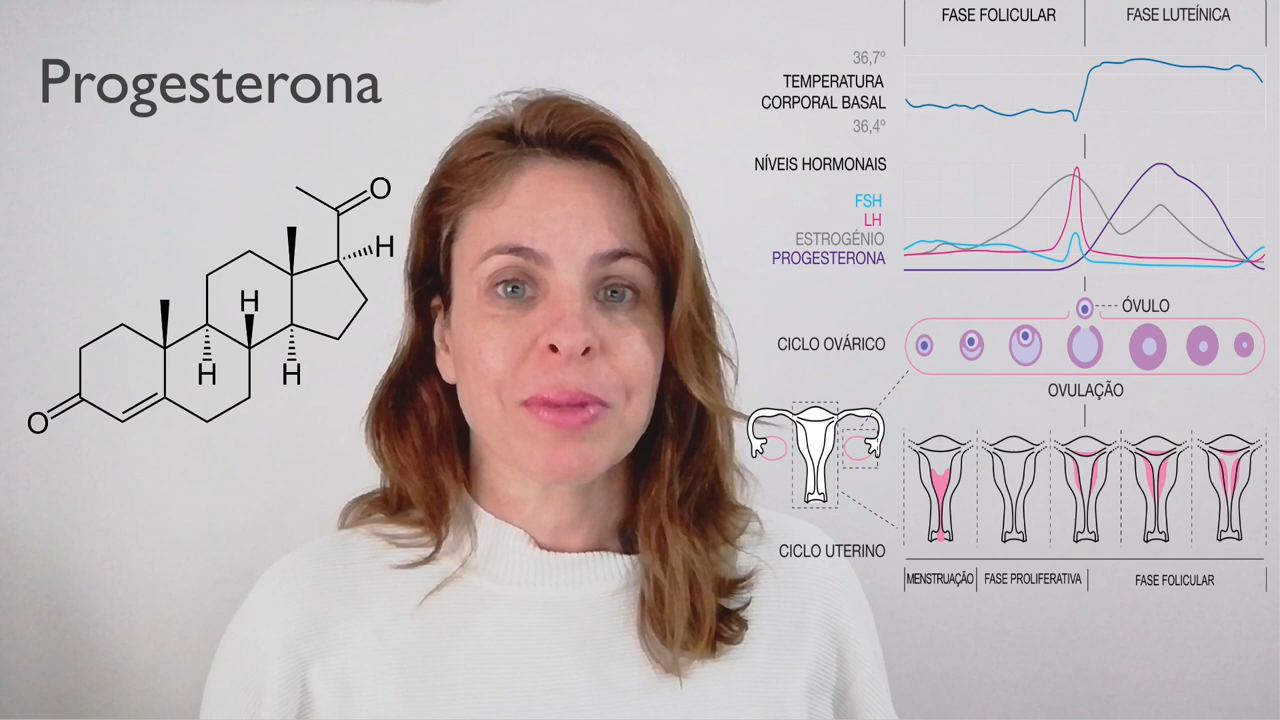 Progesterona
O
H
H
H
H
O
FASE FOLICULAR
FASE LUTEÍNICA
36,7º
TEMPERATURA
CORPORAL BASAL
36,4º
NÍVEIS HORMONAIS
FSH
LH
ESTROGÉNIO
PROGESTERONA
ÓVULO
CICLO OVÁRICO
OVULAÇÃO
CICLO UTERINO
MENSTRUAÇÃO
FASE PROLIFERATIVA
FASE FOLICULAR